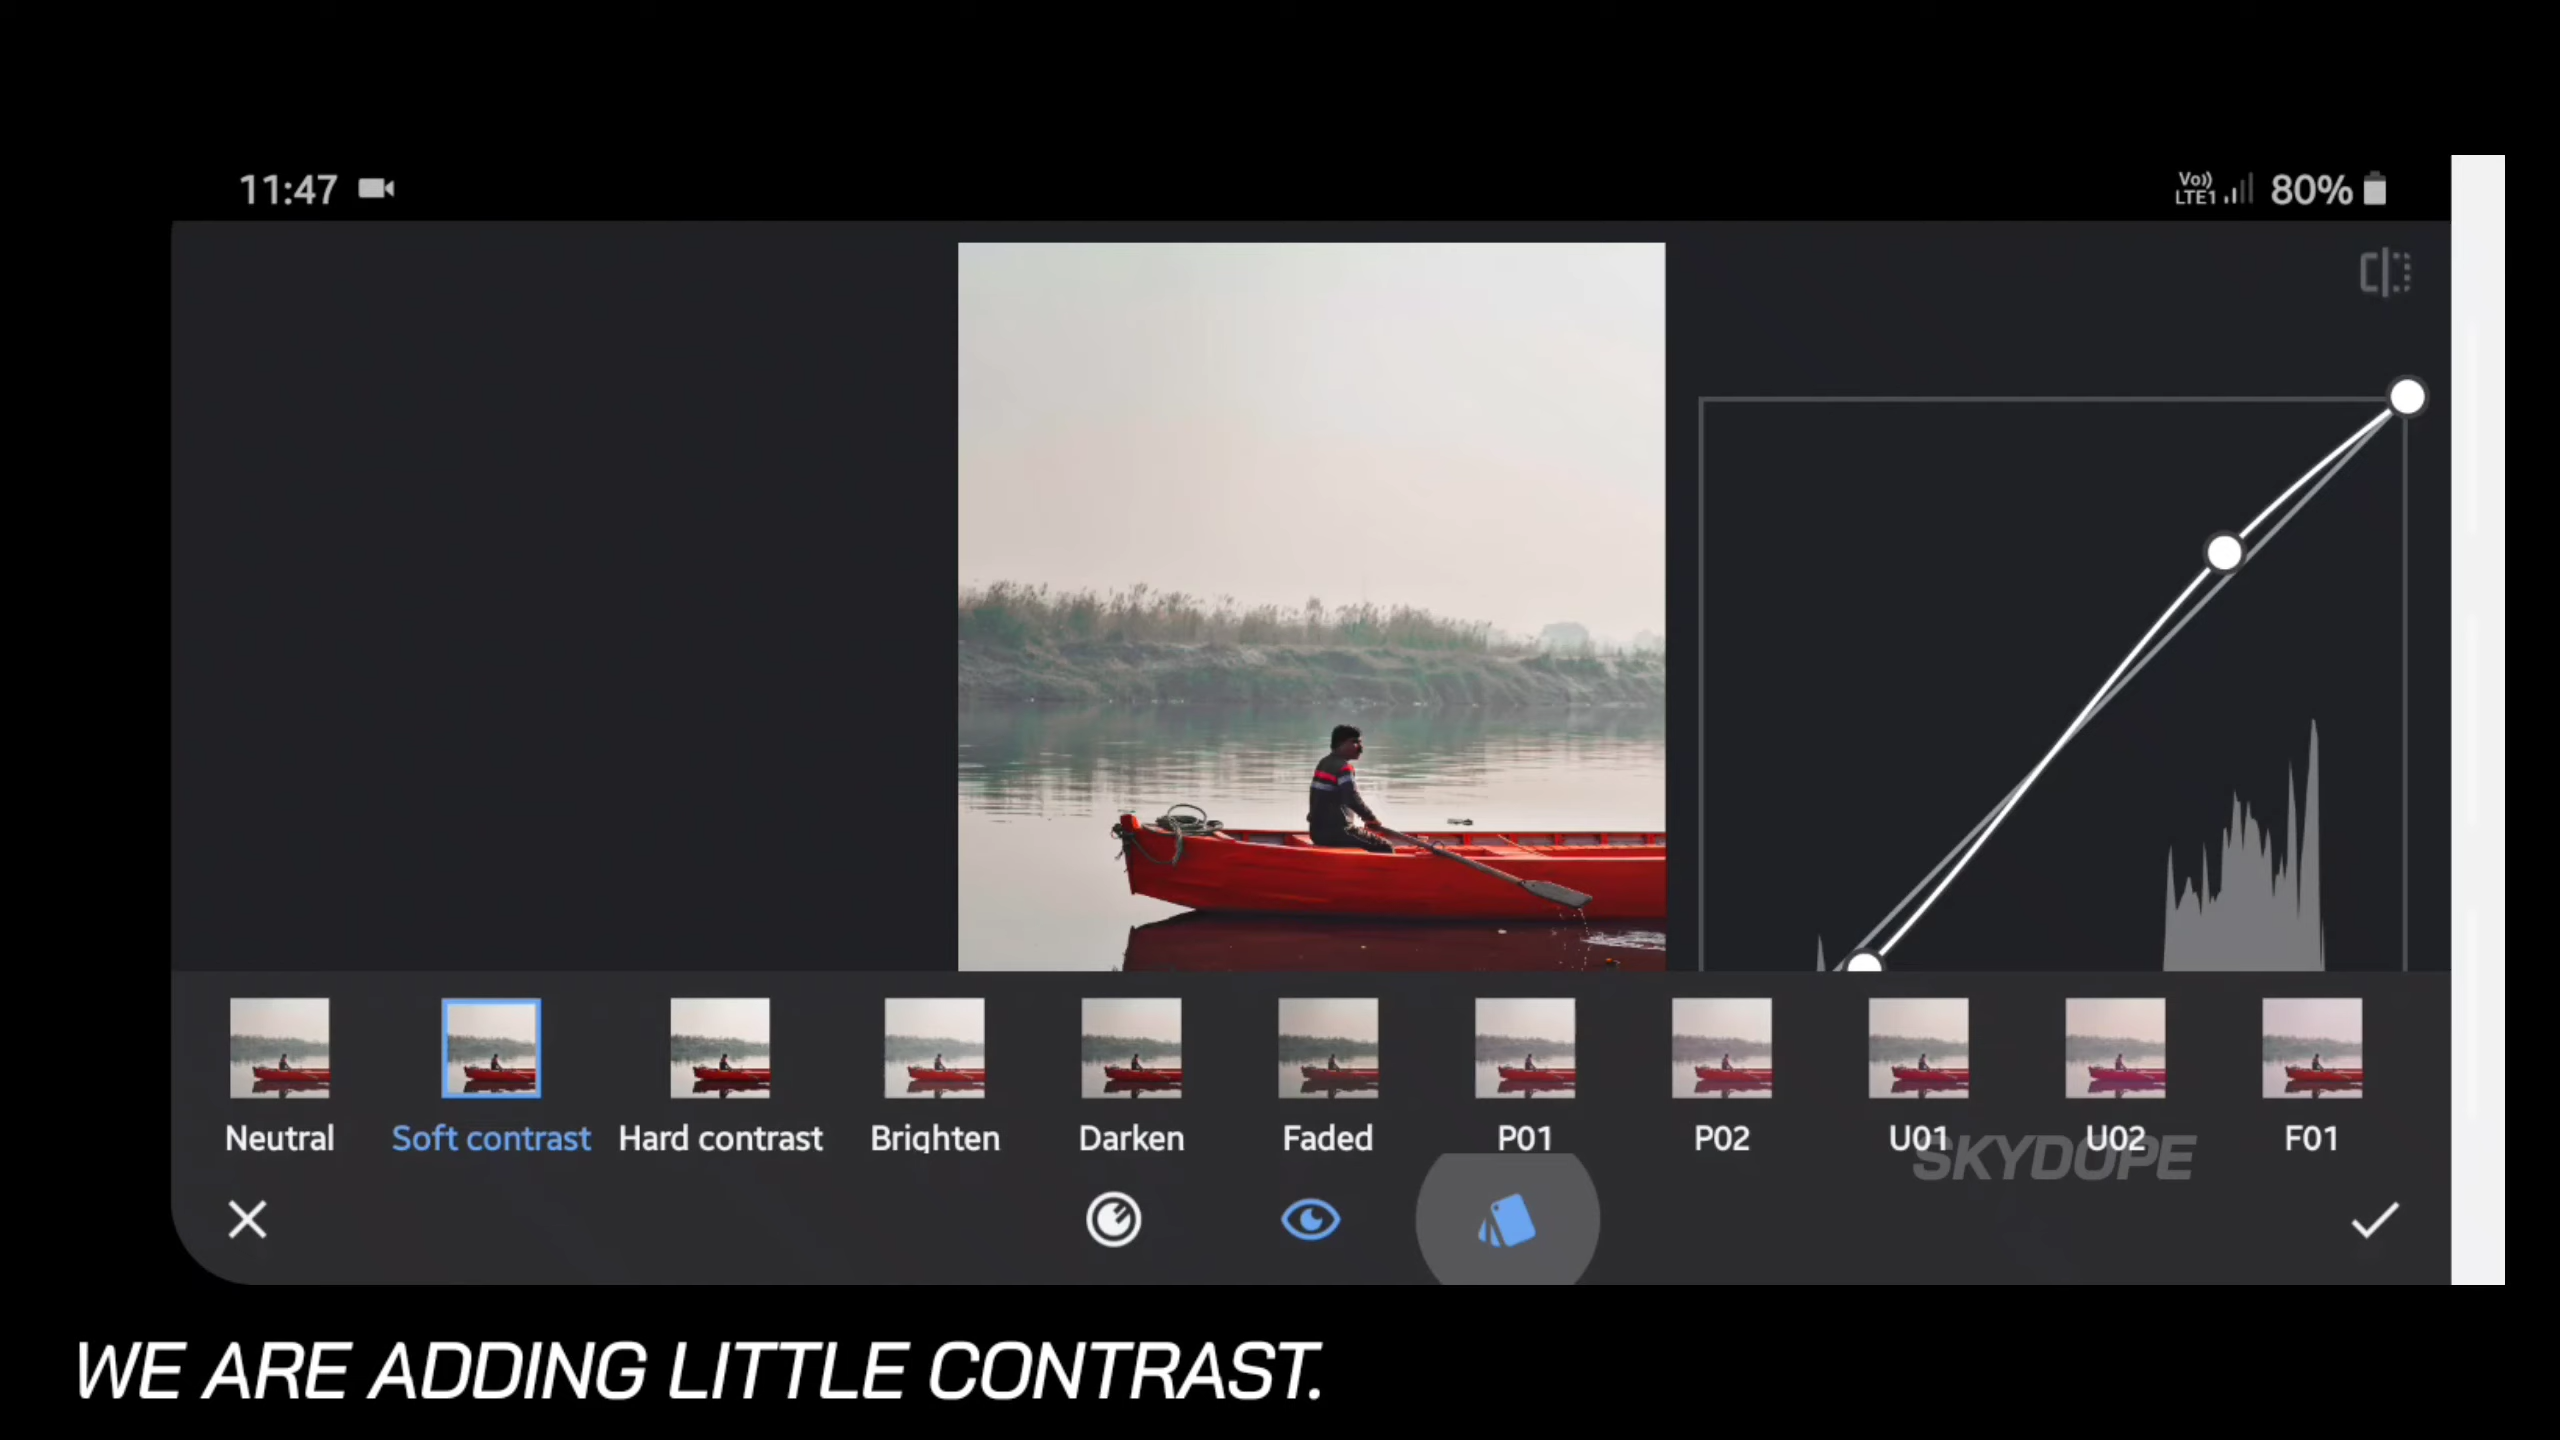 11:47
Vo)) LTE1 80%
Neutral Soft contrast Hard contrast Brighten Darken Faded P01 P02 U01 U02 F01
SKYDOPE
WE ARE ADDING LITTLE CONTRAST.